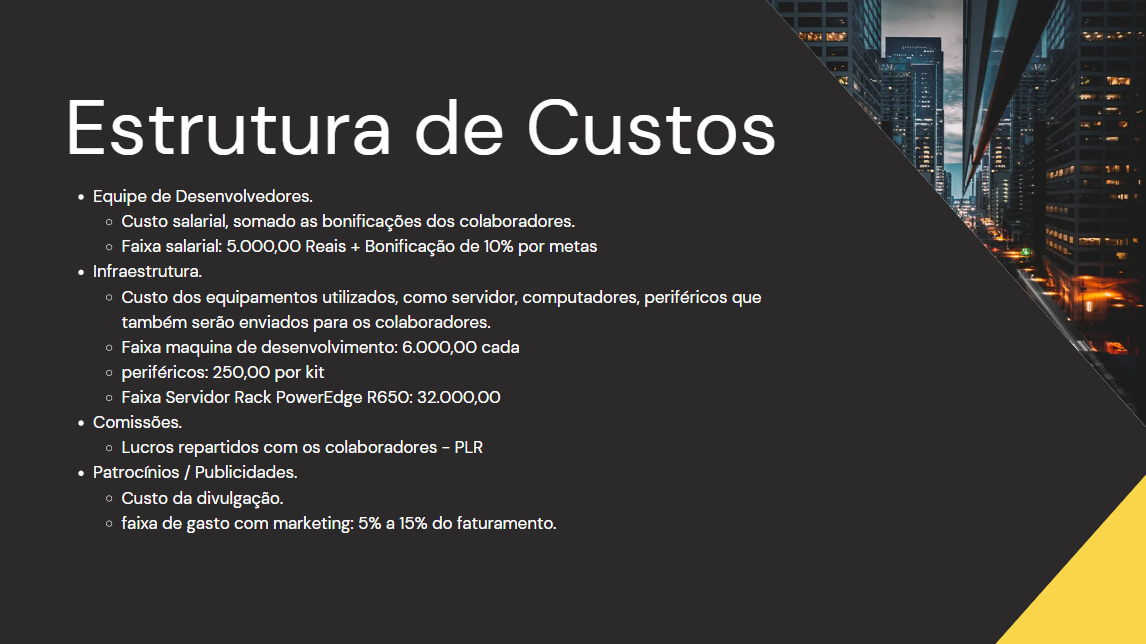 Estrutura de Custos
• Equipe de Desenvolvedores.
◦ Custo salarial, somado as bonificações dos colaboradores.
◦ Faixa salarial: 5.000,00 Reais + Bonificação de 10% por metas
• Infraestrutura.
◦ Custo dos equipamentos utilizados, como servidor, computadores, periféricos que
também serão enviados para os colaboradores.
◦ Faixa maquina de desenvolvimento: 6.000,00 cada
◦ periféricos: 250,00 por kit
◦ Faixa Servidor Rack PowerEdge R650: 32.000,00
• Comissões.
◦ Lucros repartidos com os colaboradores - PLR
• Patrocínios / Publicidades.
◦ Custo da divulgação.
◦ faixa de gasto com marketing: 5% a 15% do faturamento.